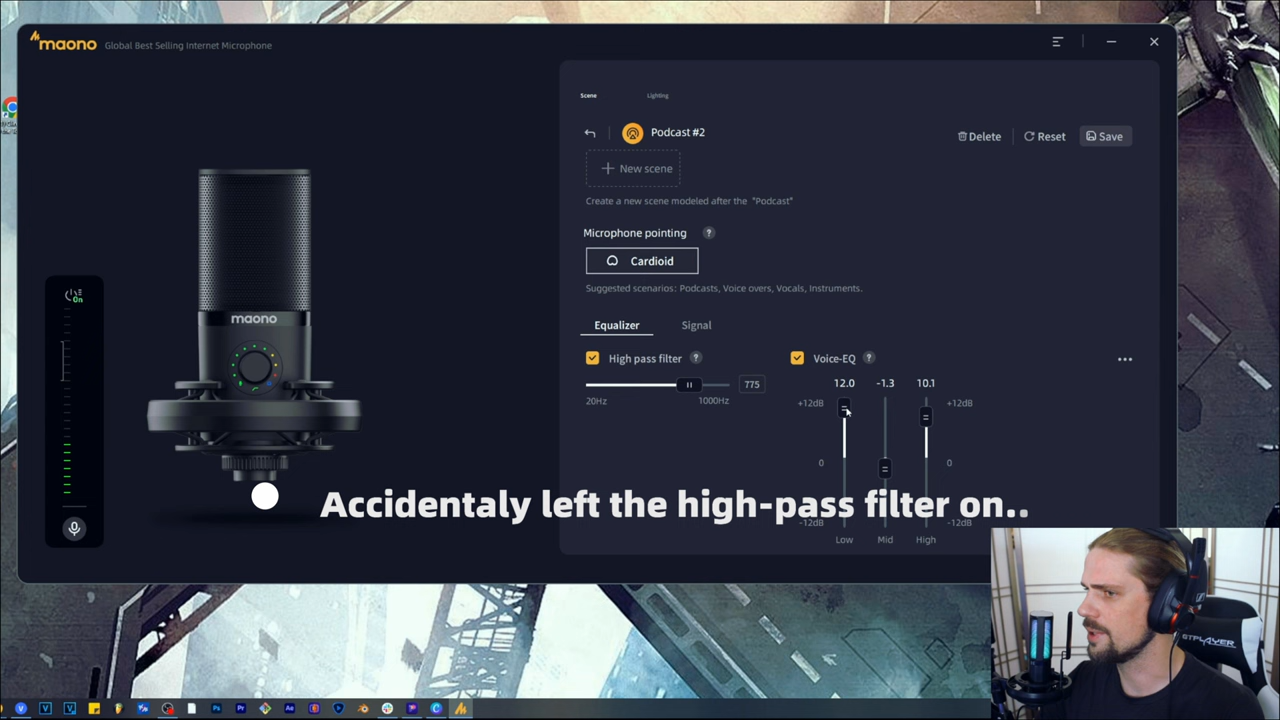 maono Global Best Selling Internet Microphone
Scene Lighting
Podcast #2
Delete Reset Save
+ New scene
Create a new scene modeled after the "Podcast"
Microphone pointing ?
Cardioid
Suggested scenarios: Podcasts, Voice overs, Vocals, Instruments.
On
maono
Equalizer Signal
High pass filter ? Voice-EQ ? •••
775
20Hz 1000Hz
12.0 -1.3 10.1
+12dB +12dB
0 0
-12dB -12dB
Low Mid High
Accidentaly left the high-pass filter on..
GTPLAYER